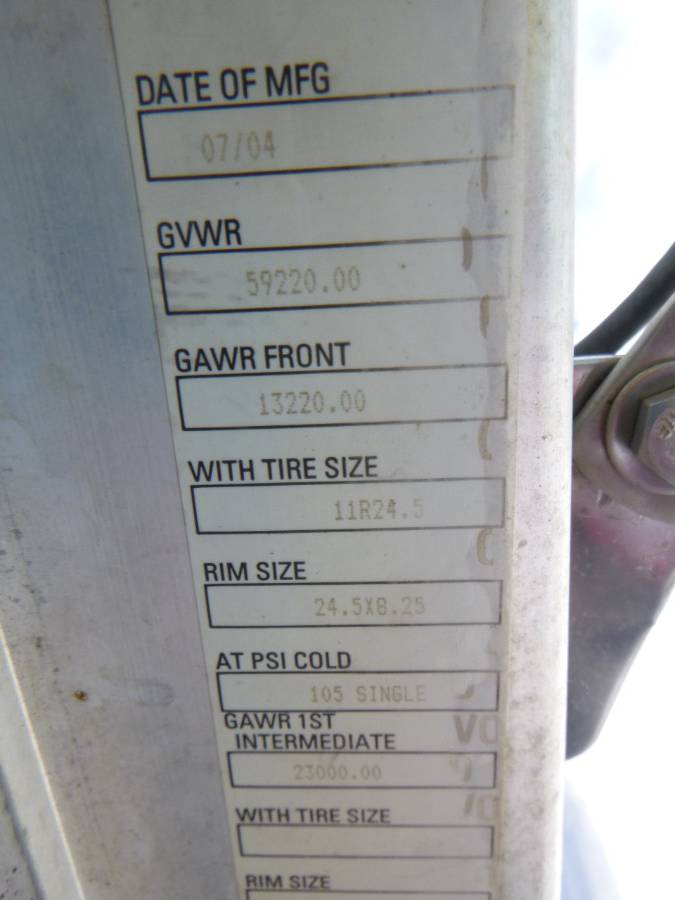 DATE OF MFG
07/04
GVWR
59220.00
GAWR FRONT
13220.00
WITH TIRE SIZE
11R24.5
RIM SIZE
24.5X8.25
AT PSI COLD
105 SINGLE
GAWR 1ST
INTERMEDIATE
23000.00
WITH TIRE SIZE
RIM SIZE